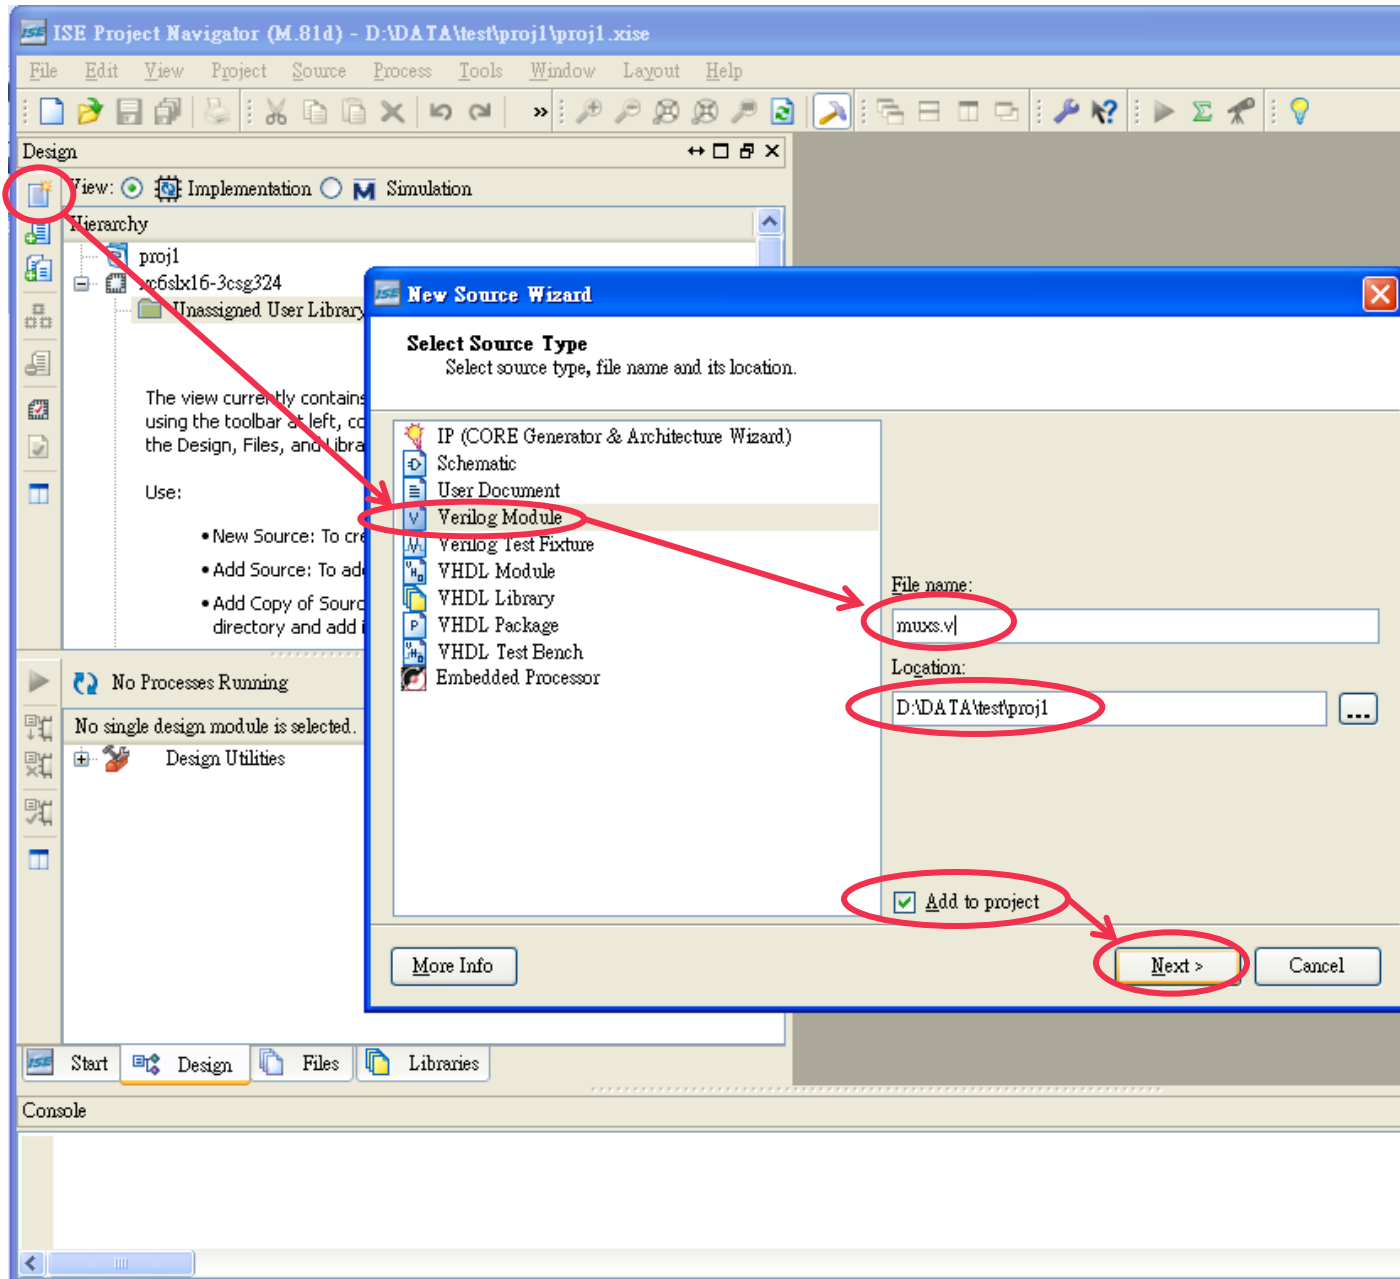 ISE ISE Project Navigator (M.81d) - D:\DATA\test\proj1\proj1.xise
File Edit View Project Source Process Tools Window Layout Help
Design
View: Implementation Simulation
Hierarchy
proj1
xc6slx16-3csg324
Unassigned User Library
The view currently contains
using the toolbar at left, co
the Design, Files, and Libra
Use:
• New Source: To cre
• Add Source: To add
• Add Copy of Sourc
directory and add i
No Processes Running
No single design module is selected.
Design Utilities
ISE New Source Wizard
Select Source Type
Select source type, file name and its location.
IP (CORE Generator & Architecture Wizard)
Schematic
User Document
Verilog Module
Verilog Test Fixture
VHDL Module
VHDL Library
VHDL Package
VHDL Test Bench
Embedded Processor
File name:
muxs.v
Location:
D:\DATA\test\proj1
...
Add to project
More Info
Next >
Cancel
ISE Start Design Files Libraries
Console